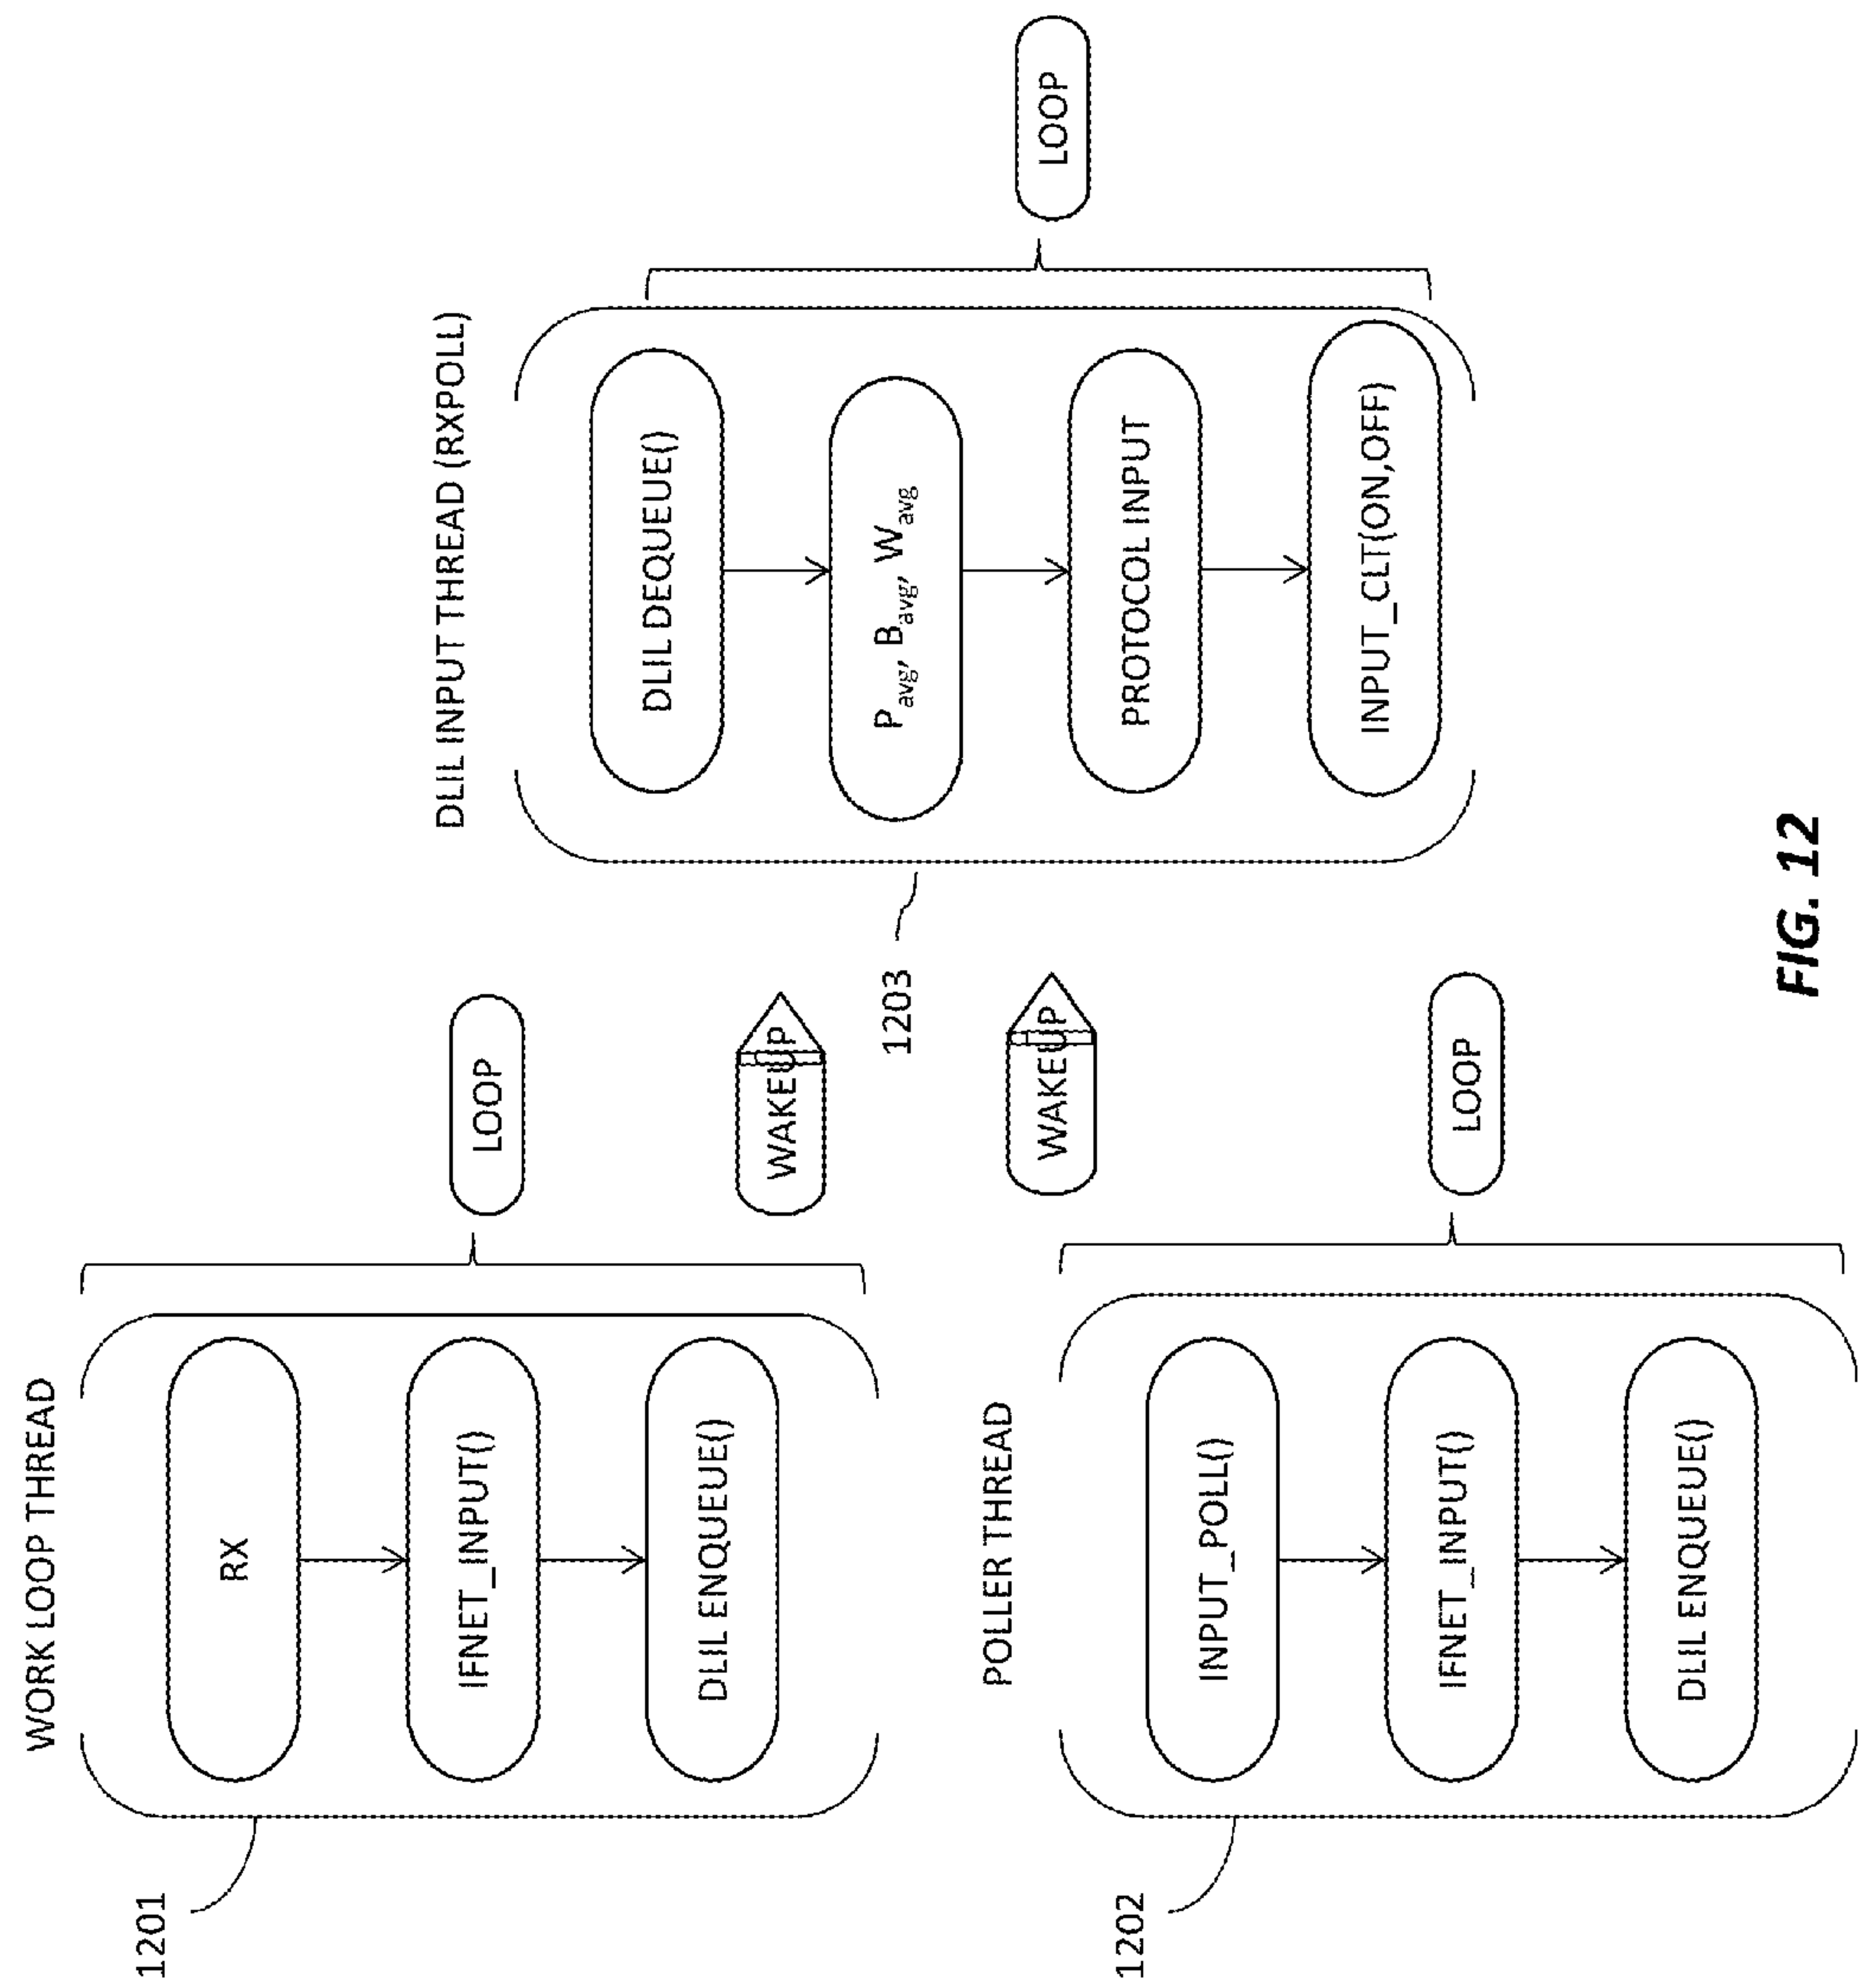 WORK LOOP THREAD
1201
RX
IFNET_INPUT()
DLIL ENQUEUE()
LOOP
WAKEUP
POLLER THREAD
1202
INPUT_POLL()
IFNET_INPUT()
DLIL ENQUEUE()
LOOP
WAKEUP
DLIL INPUT THREAD (RXPOLL)
1203
DLIL DEQUEUE()
Pavg, Bavg, Wavg
PROTOCOL INPUT
INPUT_CLT(ON,OFF)
LOOP
FIG. 12